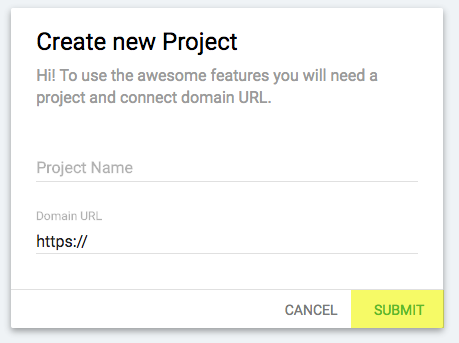 Create new Project
Hi! To use the awesome features you will need a
project and connect domain URL.
Project Name
Domain URL
https://
CANCEL SUBMIT